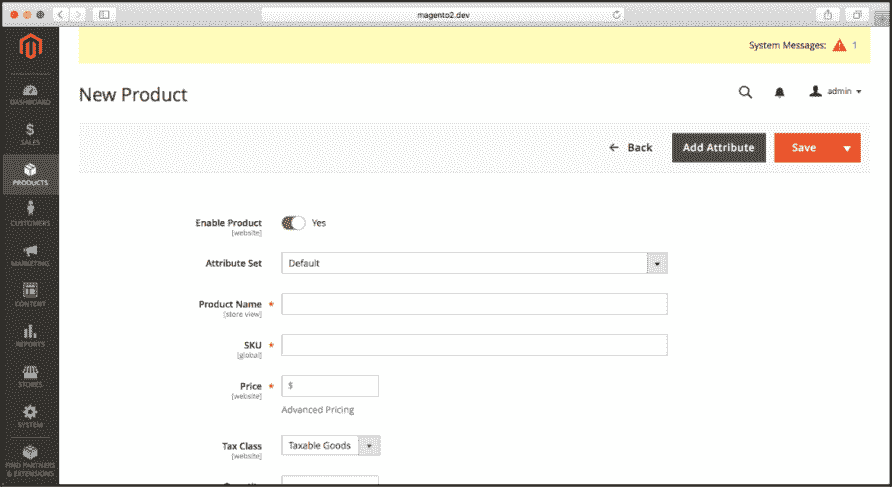 magento2.dev
System Messages: 1
New Product
admin
Back
Add Attribute
Save
DASHBOARD
$
SALES
PRODUCTS
CUSTOMERS
MARKETING
CONTENT
REPORTS
STORES
SYSTEM
FIND PARTNERS
& EXTENSIONS
Enable Product
[website]
Yes
Attribute Set
Default
Product Name *
[store view]
SKU *
[global]
Price *
[website]
$
Advanced Pricing
Tax Class
[website]
Taxable Goods